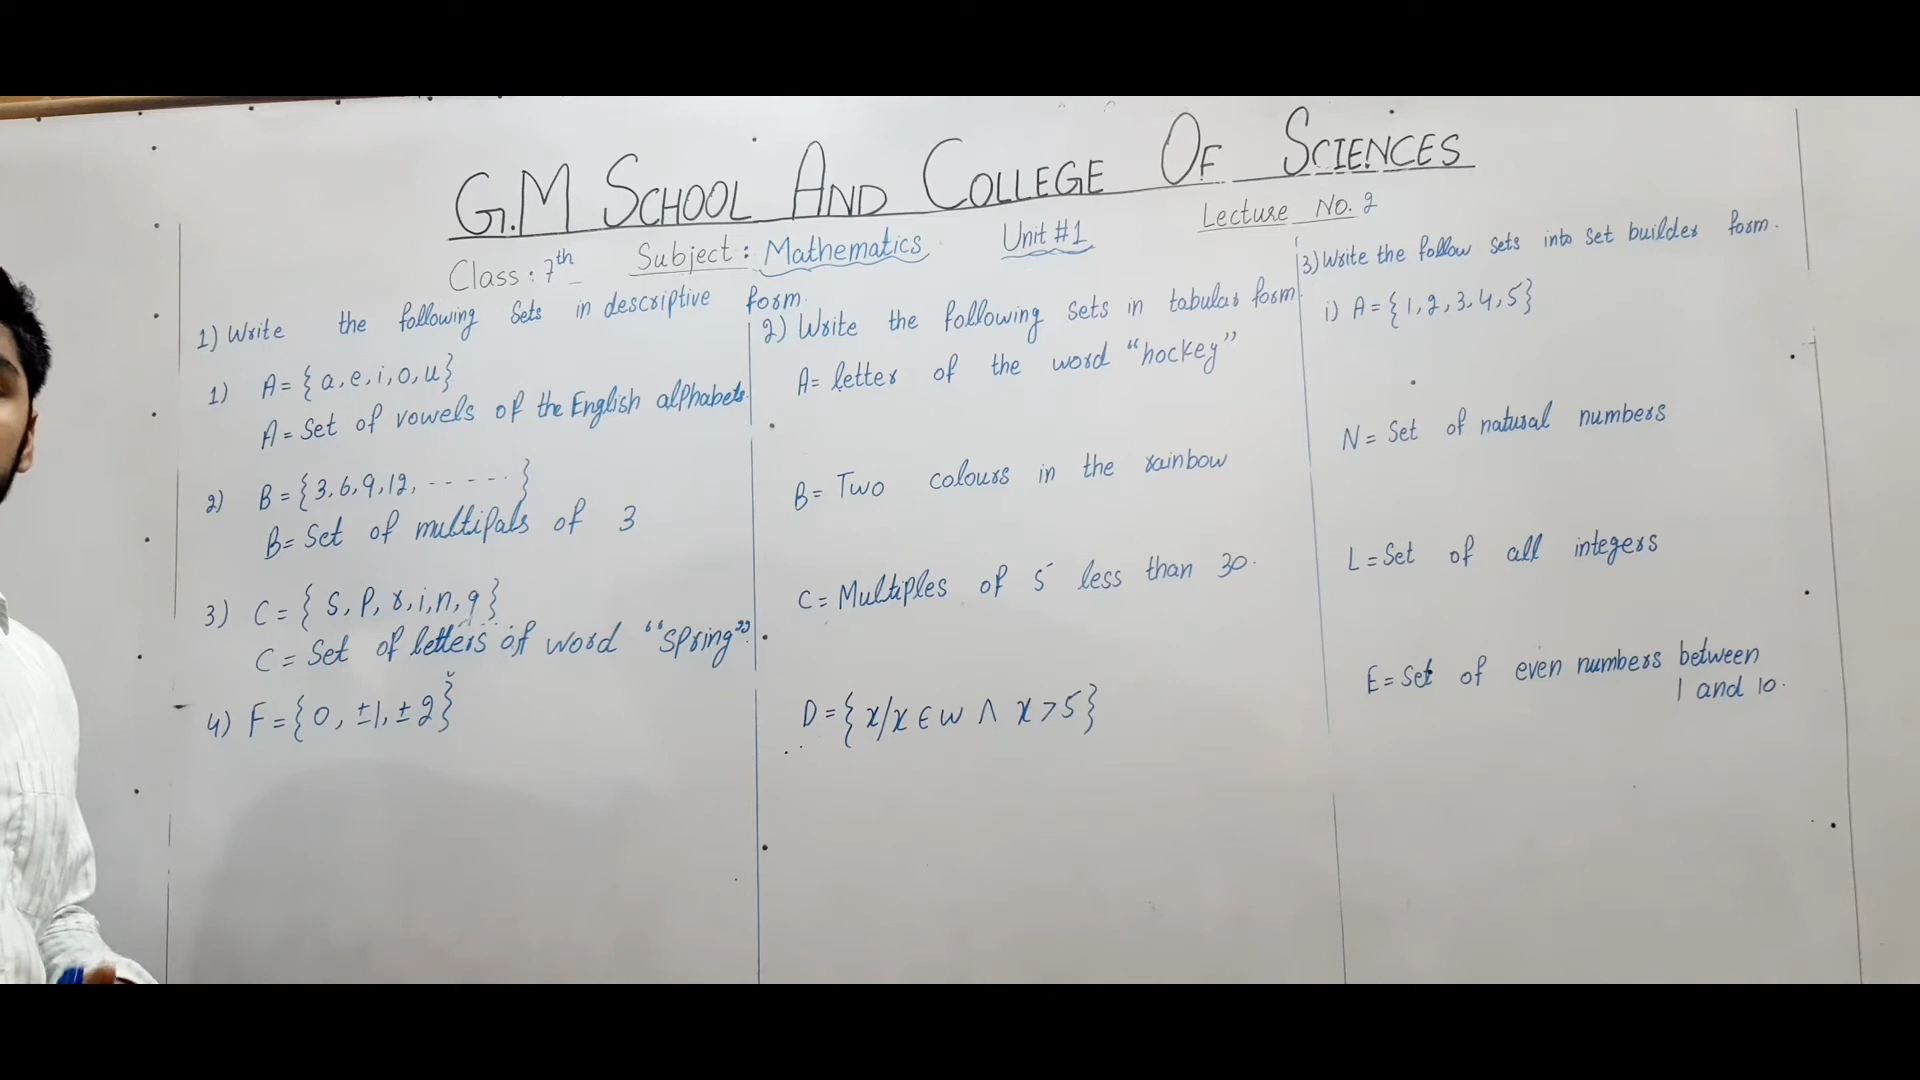 G.M SCHOOL AND COLLEGE OF SCIENCES
Class: 7th Subject: Mathematics Unit #1 Lecture No. 2
1) Write the following Sets in descriptive form.
1) A = {a, e, i, o, u}
A = Set of vowels of the English alphabets.
2) B = {3, 6, 9, 12, - - - - - }
B = Set of multipals of 3
3) C = {S, P, r, i, n, g}
C = Set of letters of word "Spring"
4) F = {0, ±1, ±2}
2) Write the following sets in tabular form
A = letter of the word "hockey"
B = Two colours in the rainbow
C = Multiples of 5 less than 30.
D = {x/x ∈ W ∧ x > 5}
3) Write the follow sets into set builder form.
i) A = {1, 2, 3, 4, 5}
N = Set of natural numbers
L = Set of all integers
E = Set of even numbers between
1 and 10.